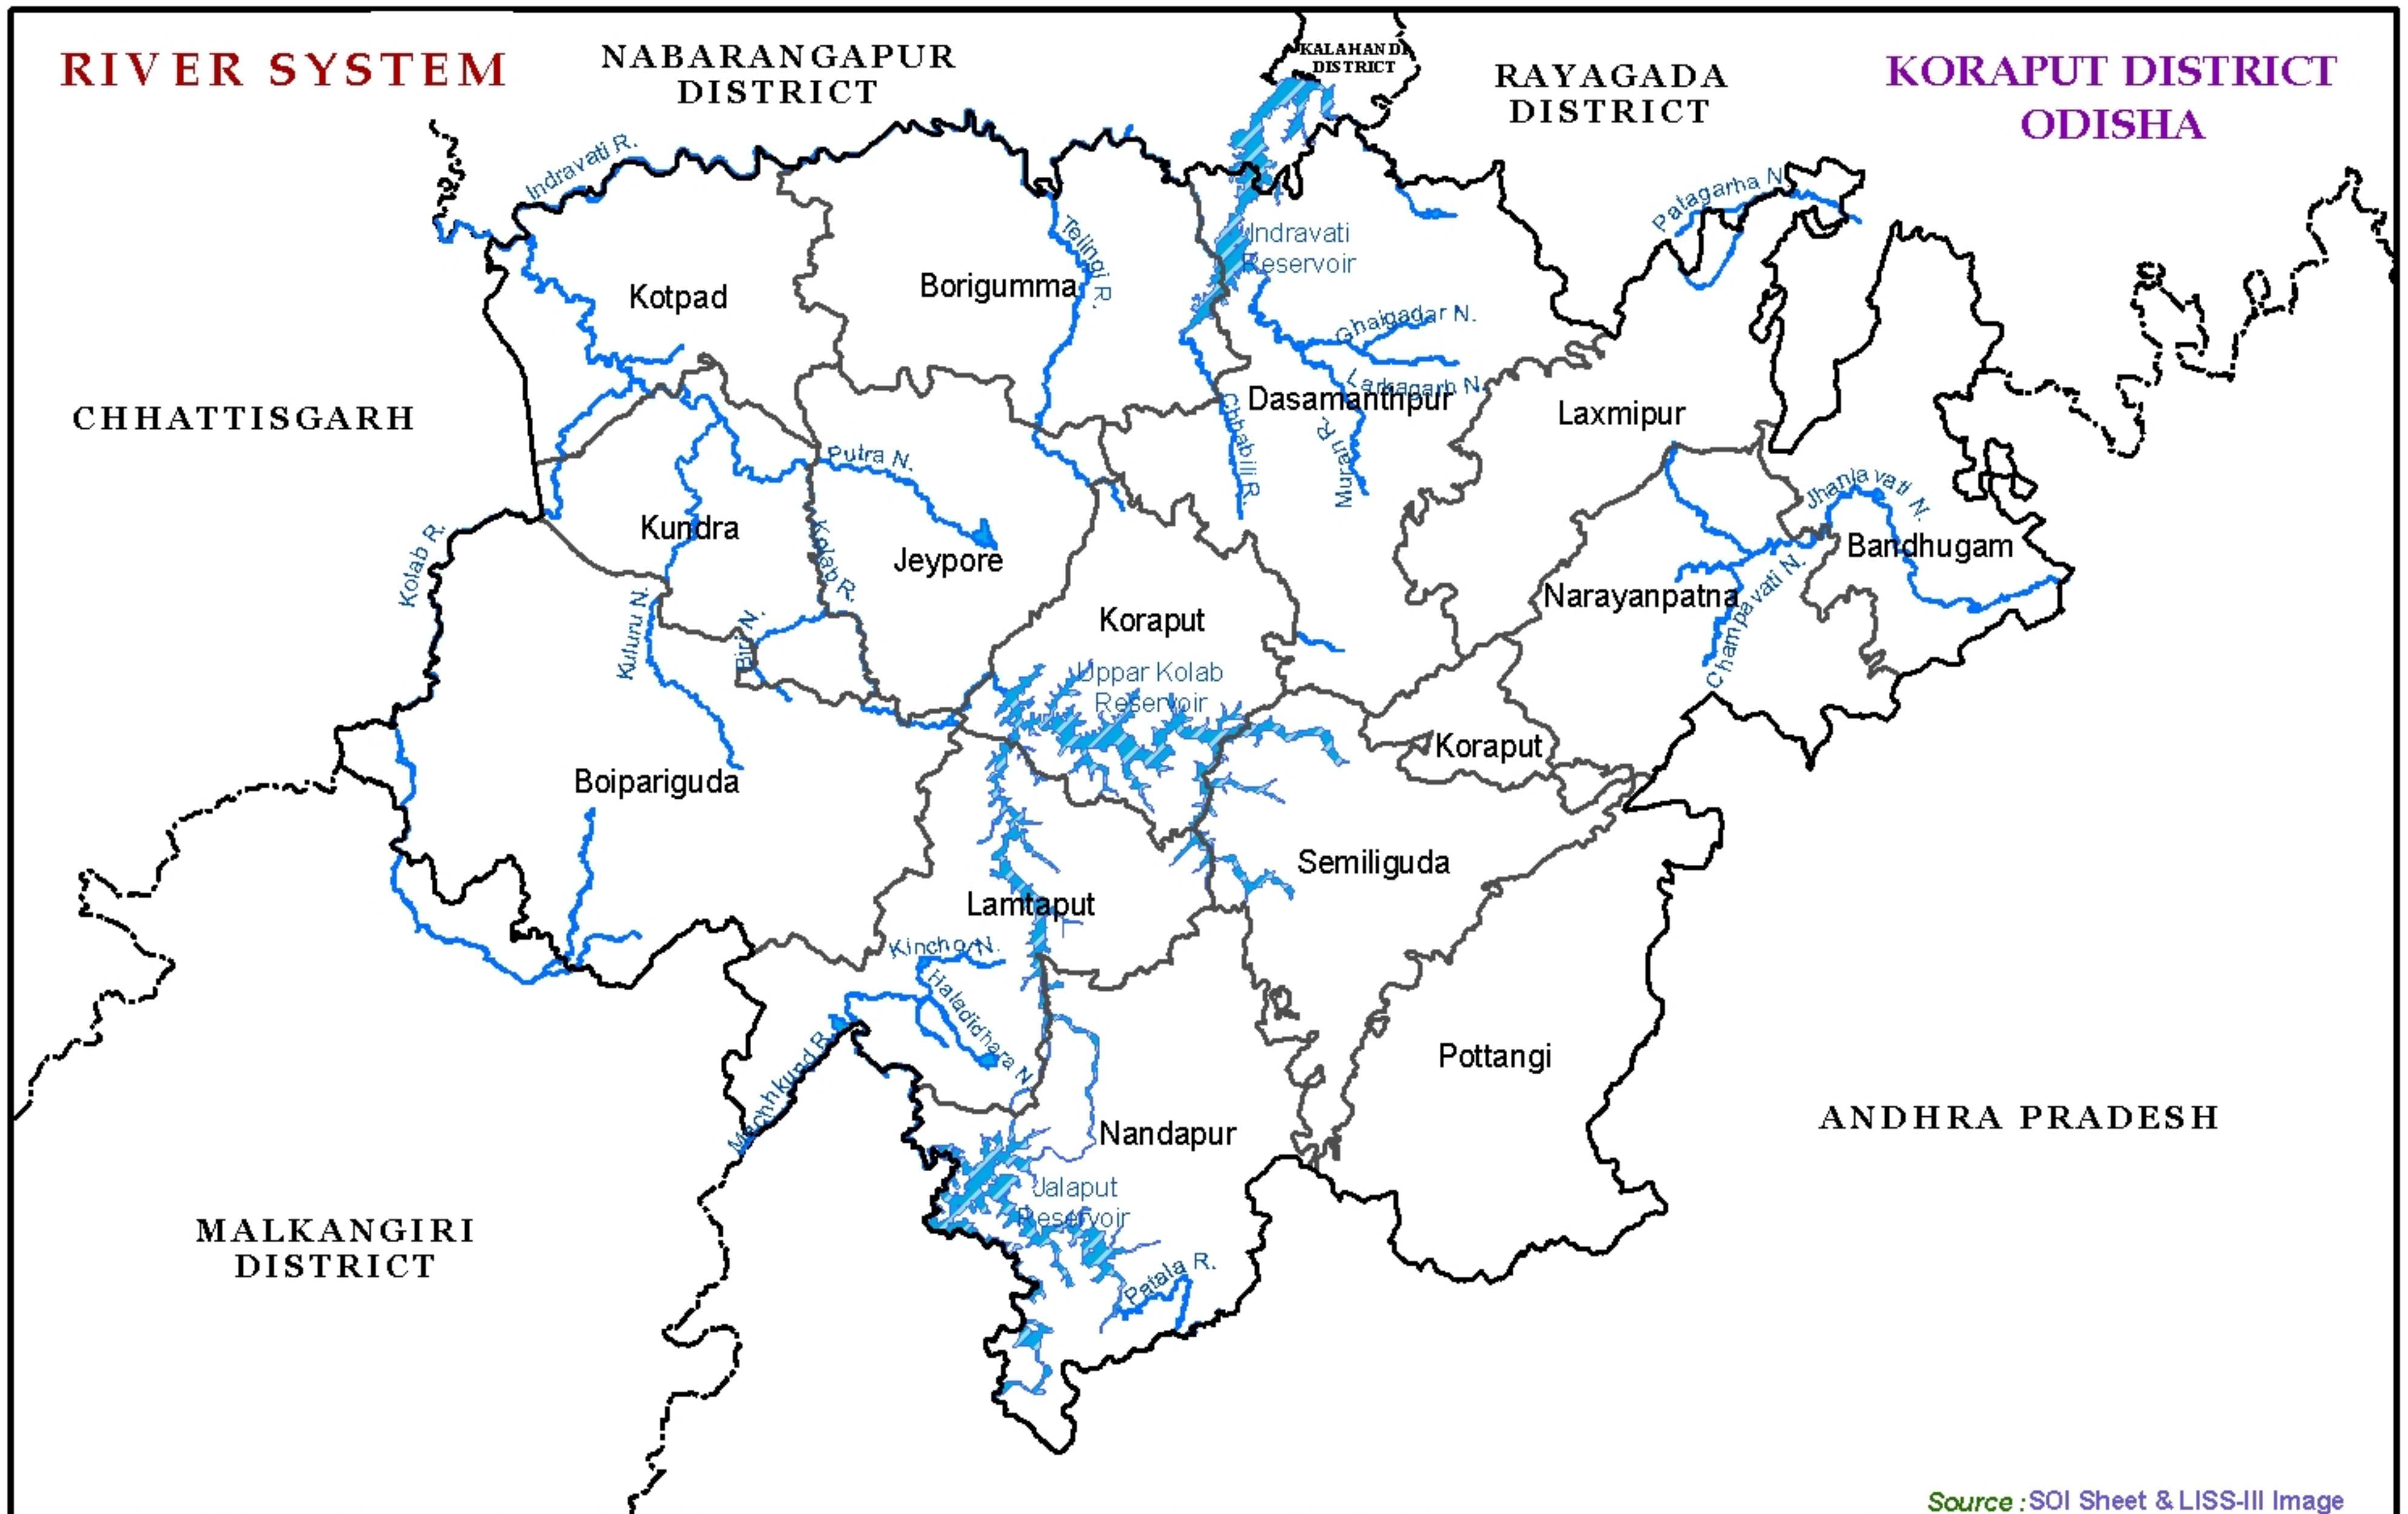 RIVER SYSTEM
NABARANGAPUR
DISTRICT
KALAHANDI
DISTRICT
RAYAGADA
DISTRICT
KORAPUT DISTRICT
ODISHA
Indravati R.
Patagarha N.
Telingi R.
Indravati
Reservoir
Kotpad
Borigumma
Ghaigadar N.
Larkagarh N.
Dasamanthpur
Laxmipur
CHHATTISGARH
Chhabili R.
Muran R.
Putra N.
Jhanjavati N.
Kundra
Kolab R.
Jeypore
Kolab R.
Bandhugam
Narayanpatna
Champavati N.
Kuturu N.
Biri N.
Koraput
Uppar Kolab
Reservoir
Koraput
Boipariguda
Semiliguda
Lamtaput
Kincho N.
Haladidhara N.
Machhkund R.
Pottangi
Nandapur
ANDHRA PRADESH
Jalaput
Reservoir
MALKANGIRI
DISTRICT
Patala R.
Source : SOI Sheet & LISS-III Image